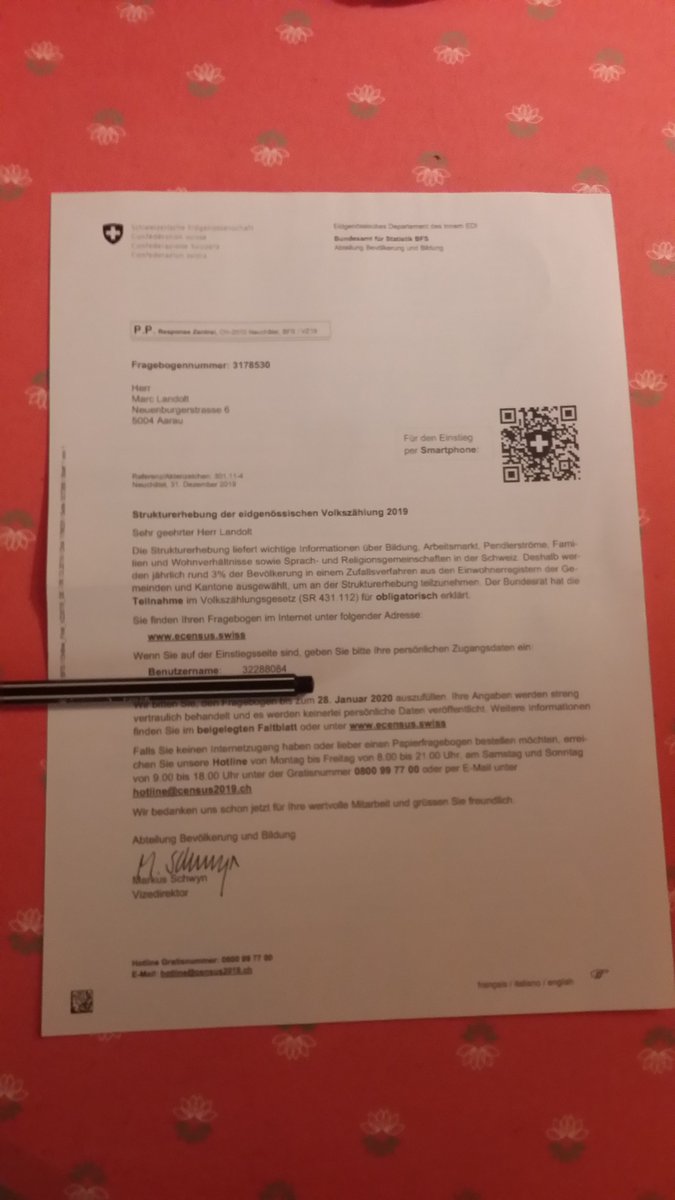 Schweizerische Eidgenossenschaft
Confédération suisse
Confederazione Svizzera
Confederaziun svizra
Eidgenössisches Departement des Innern EDI
Bundesamt für Statistik BFS
Abteilung Bevölkerung und Bildung
P.P. Response Zentral, CH-2010 Neuchâtel, BFS / VZ19
Fragebogennummer: 3178530
Herr
Marc Landolt
Neuenburgerstrasse 6
5004 Aarau
Für den Einstieg
per Smartphone:
Referenz/Aktenzeichen: 501.11-4
Neuchâtel, 31. Dezember 2019
Strukturerhebung der eidgenössischen Volkszählung 2019
Sehr geehrter Herr Landolt
Die Strukturerhebung liefert wichtige Informationen über Bildung, Arbeitsmarkt, Pendlerströme, Fami-
lien und Wohnverhältnisse sowie Sprach- und Religionsgemeinschaften in der Schweiz. Deshalb wer-
den jährlich rund 3% der Bevölkerung in einem Zufallsverfahren aus den Einwohnerregistern der Ge-
meinden und Kantone ausgewählt, um an der Strukturerhebung teilzunehmen. Der Bundesrat hat die
Teilnahme im Volkszählungsgesetz (SR 431.112) für obligatorisch erklärt.
Sie finden Ihren Fragebogen im Internet unter folgender Adresse:
www.ecensus.swiss
Wenn Sie auf der Einstiegsseite sind, geben Sie bitte Ihre persönlichen Zugangsdaten ein:
Benutzername: 32288084
Wir bitten Sie, den Fragebogen bis zum 28. Januar 2020 auszufüllen. Ihre Angaben werden streng
vertraulich behandelt und es werden keinerlei persönliche Daten veröffentlicht. Weitere Informationen
finden Sie im beigelegten Faltblatt oder unter www.ecensus.swiss
Falls Sie keinen Internetzugang haben oder lieber einen Papierfragebogen bestellen möchten, errei-
chen Sie unsere Hotline von Montag bis Freitag von 8.00 bis 21.00 Uhr, am Samstag und Sonntag
von 9.00 bis 18.00 Uhr unter der Gratisnummer 0800 99 77 00 oder per E-Mail unter
hotline@census2019.ch
Wir bedanken uns schon jetzt für Ihre wertvolle Mitarbeit und grüssen Sie freundlich.
Abteilung Bevölkerung und Bildung
M. Schwyn
Markus Schwyn
Vizedirektor
Hotline Gratisnummer: 0800 99 77 00
E-Mail: hotline@census2019.ch
français / italiano / english